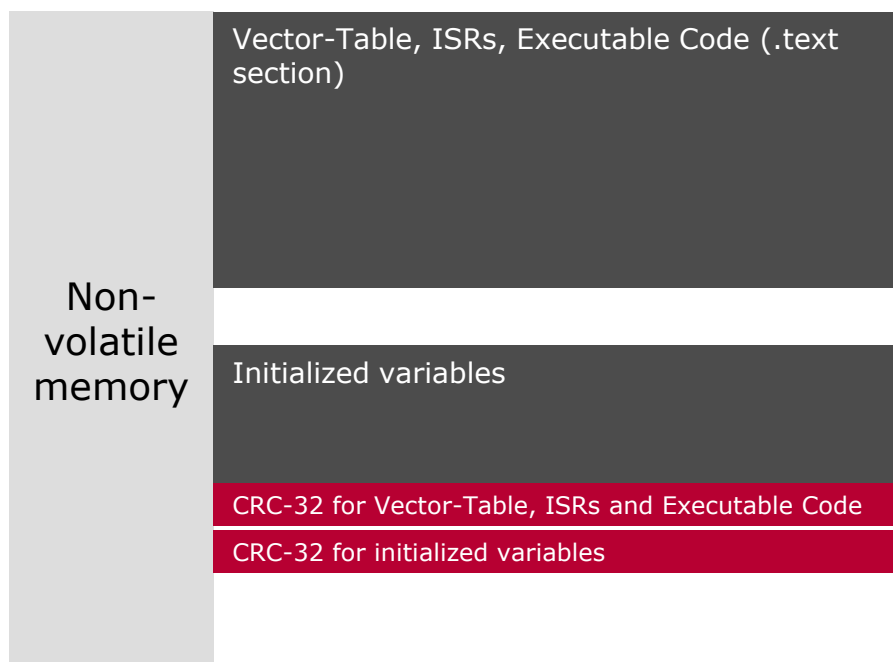 Vector-Table, ISRs, Executable Code (.text
section)
Non-
volatile
memory
Initialized variables
CRC-32 for Vector-Table, ISRs and Executable Code
CRC-32 for initialized variables